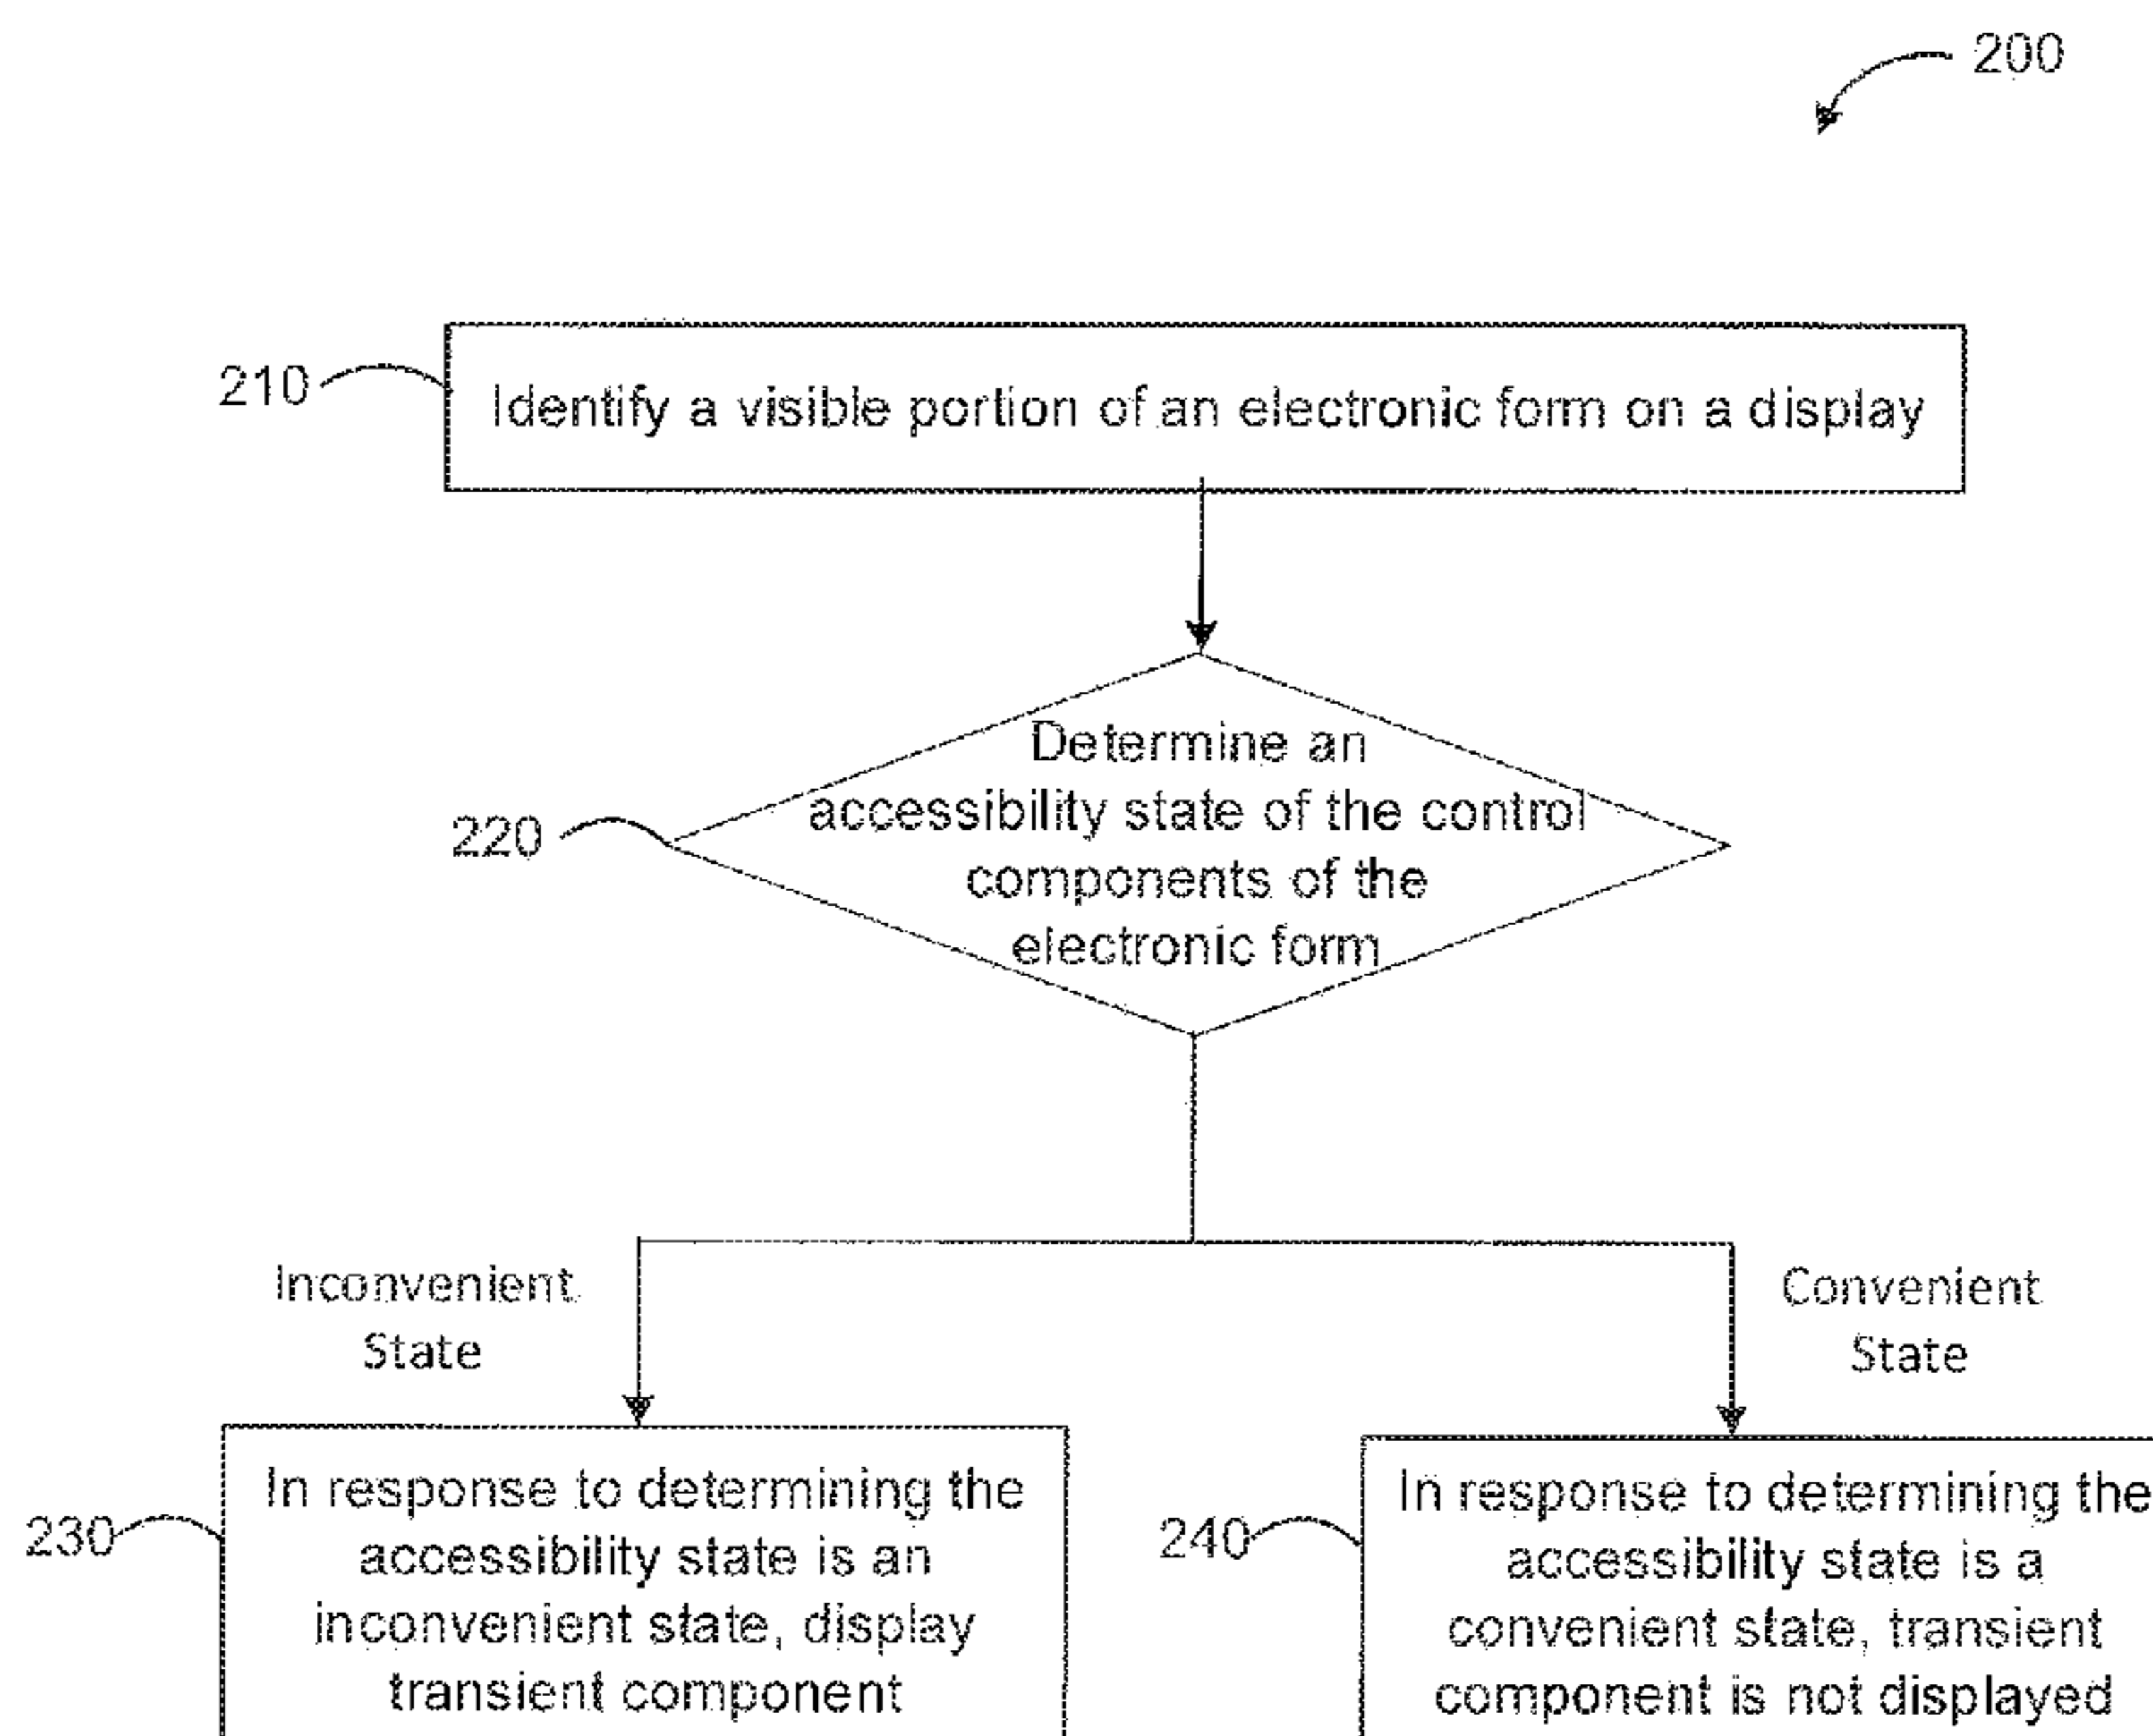 200
210
Identify a visible portion of an electronic form on a display
220
Determine an
accessibility state of the control
components of the
electronic form
Inconvenient
State
Convenient
State
230
In response to determining the
accessibility state is an
inconvenient state, display
transient component
240
In response to determining the
accessibility state is a
convenient state, transient
component is not displayed